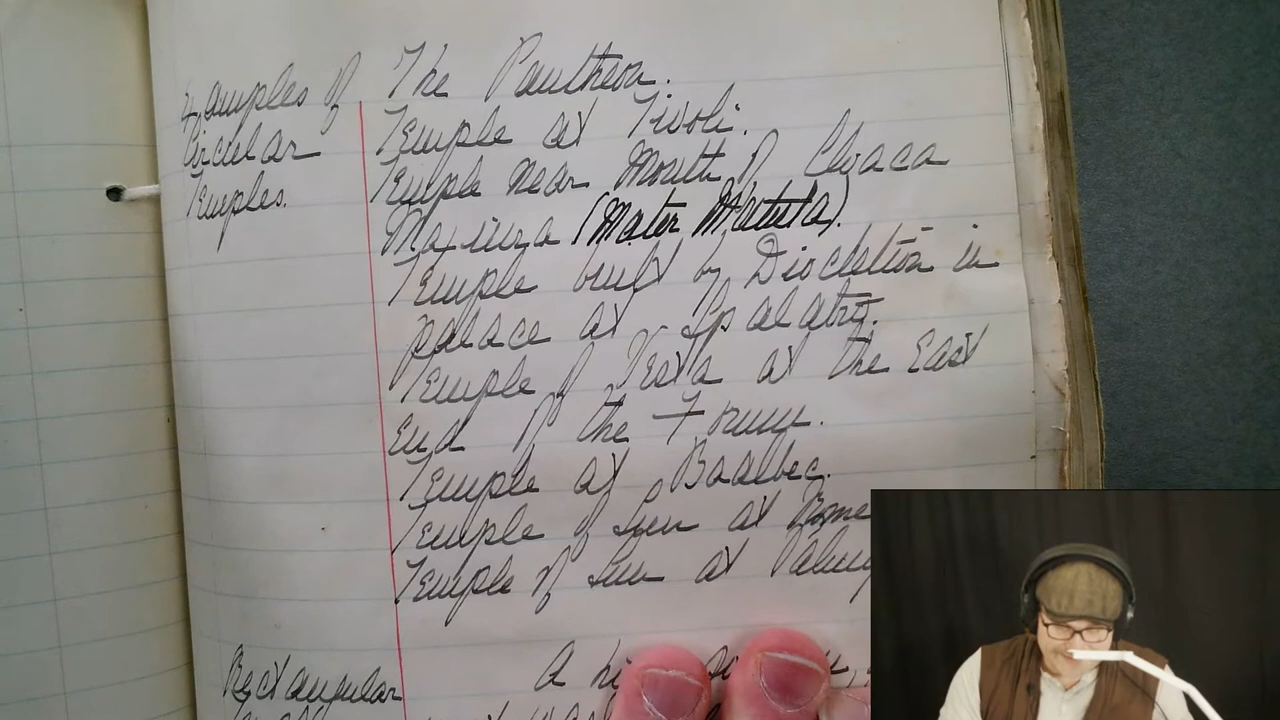 Examples of
Circular
Temples.
The Pantheon.
Temple at Tivoli.
Temple near Mouth of Cloaca
Maxima (Mater Matuta).
Temple built by Diocletion in
palace at Spalatro.
Temple of Vesta at the East
End of the Forum.
Temple at Baalbec.
Temple of Sun at Rome
Temple of Sun at
Rectangular
A